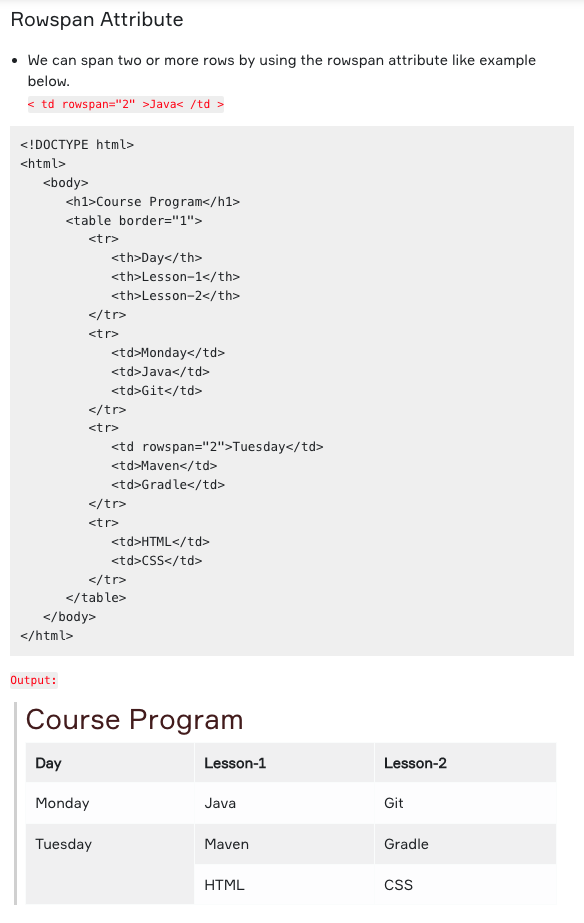 Rowspan Attribute
• We can span two or more rows by using the rowspan attribute like example
below.
< td rowspan="2" >Java< /td >
<!DOCTYPE html>
<html>
   <body>
      <h1>Course Program</h1>
      <table border="1">
         <tr>
            <th>Day</th>
            <th>Lesson-1</th>
            <th>Lesson-2</th>
         </tr>
         <tr>
            <td>Monday</td>
            <td>Java</td>
            <td>Git</td>
         </tr>
         <tr>
            <td rowspan="2">Tuesday</td>
            <td>Maven</td>
            <td>Gradle</td>
         </tr>
         <tr>
            <td>HTML</td>
            <td>CSS</td>
         </tr>
      </table>
   </body>
</html>
Output:
Course Program
Day Lesson-1 Lesson-2
Monday Java Git
Tuesday Maven Gradle
HTML CSS